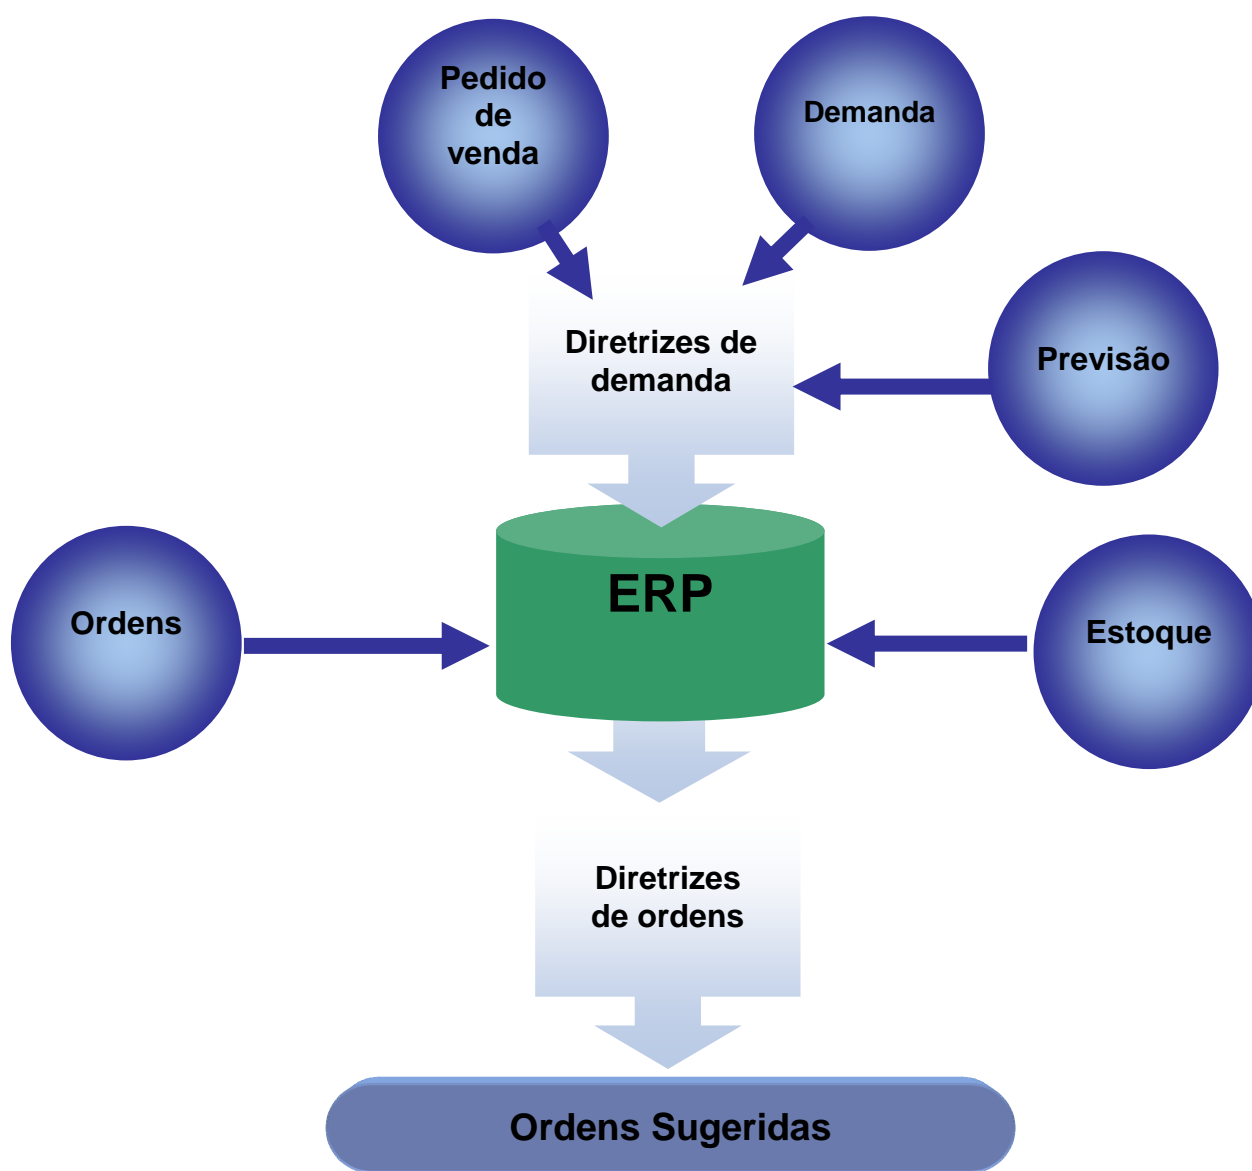 Pedido
de
venda
Demanda
Diretrizes de
demanda
Previsão
ERP
Ordens
Estoque
Diretrizes
de ordens
Ordens Sugeridas